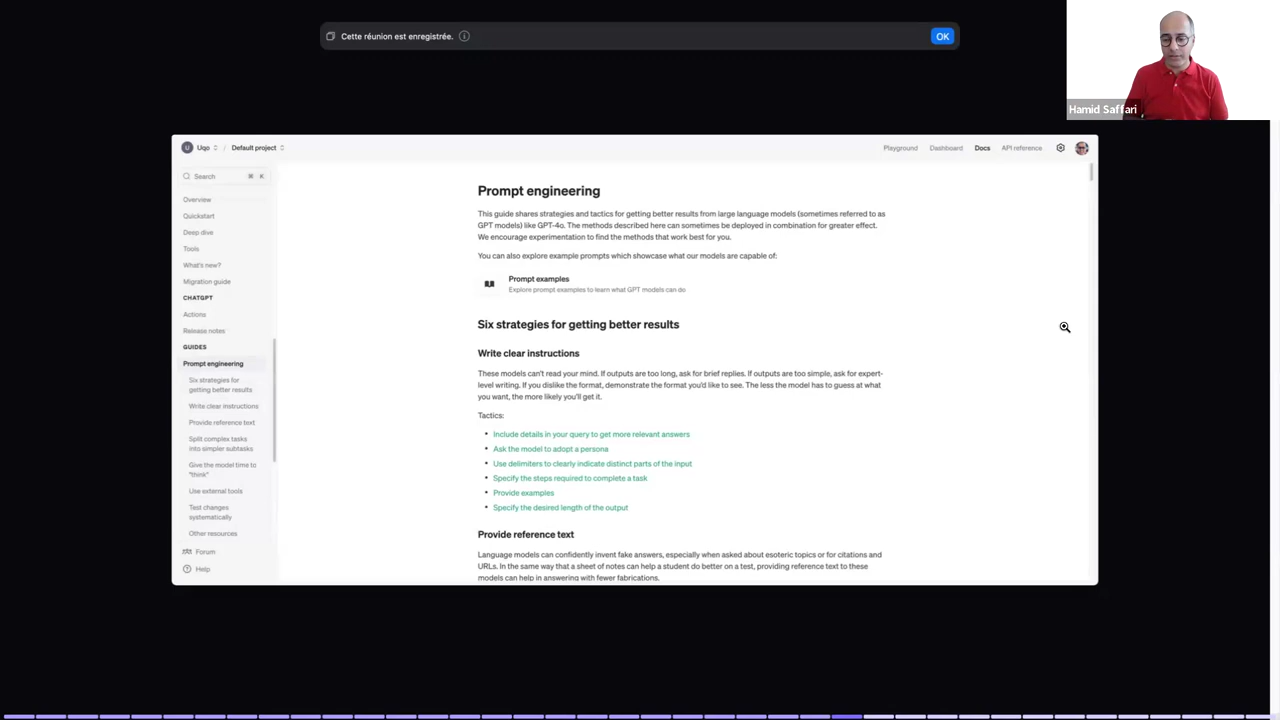 Cette réunion est enregistrée.
OK
Hamid Saffari
U Uqo / Default project
Playground Dashboard Docs API reference
Search ⌘ K
Overview
Quickstart
Deep dive
Tools
What's new?
Migration guide
CHATGPT
Actions
Release notes
GUIDES
Prompt engineering
Six strategies for
getting better results
Write clear instructions
Provide reference text
Split complex tasks
into simpler subtasks
Give the model time to
"think"
Use external tools
Test changes
systematically
Other resources
Forum
Help
Prompt engineering
This guide shares strategies and tactics for getting better results from large language models (sometimes referred to as
GPT models) like GPT-4o. The methods described here can sometimes be deployed in combination for greater effect.
We encourage experimentation to find the methods that work best for you.
You can also explore example prompts which showcase what our models are capable of:
Prompt examples
Explore prompt examples to learn what GPT models can do
Six strategies for getting better results
Write clear instructions
These models can't read your mind. If outputs are too long, ask for brief replies. If outputs are too simple, ask for expert-
level writing. If you dislike the format, demonstrate the format you'd like to see. The less the model has to guess at what
you want, the more likely you'll get it.
Tactics:
• Include details in your query to get more relevant answers
• Ask the model to adopt a persona
• Use delimiters to clearly indicate distinct parts of the input
• Specify the steps required to complete a task
• Provide examples
• Specify the desired length of the output
Provide reference text
Language models can confidently invent fake answers, especially when asked about esoteric topics or for citations and
URLs. In the same way that a sheet of notes can help a student do better on a test, providing reference text to these
models can help in answering with fewer fabrications.